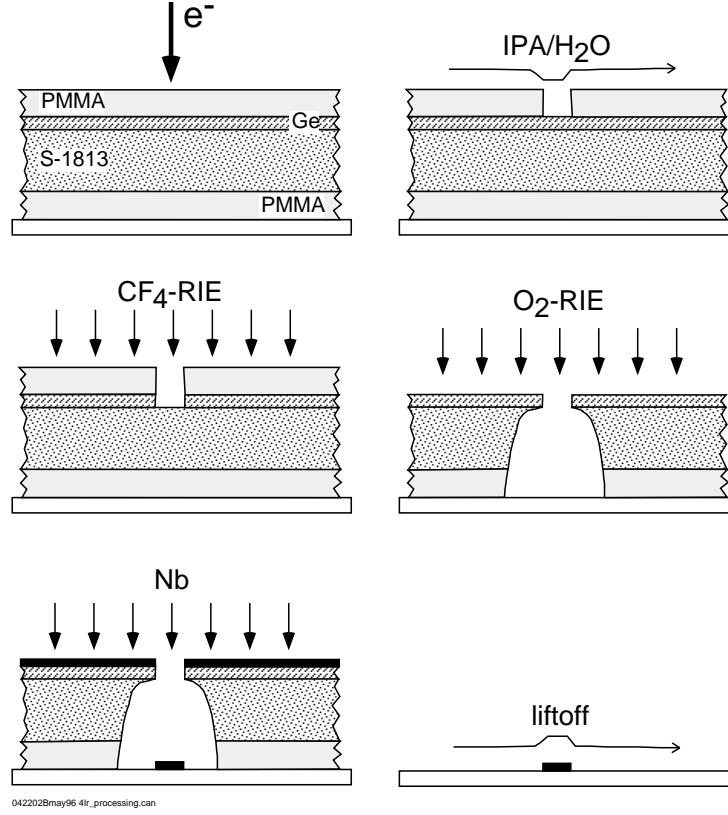 e-
IPA/H2O
PMMA
Ge
S-1813
PMMA
CF4-RIE
O2-RIE
Nb
liftoff
042202Bmay96 4lr_processing.can